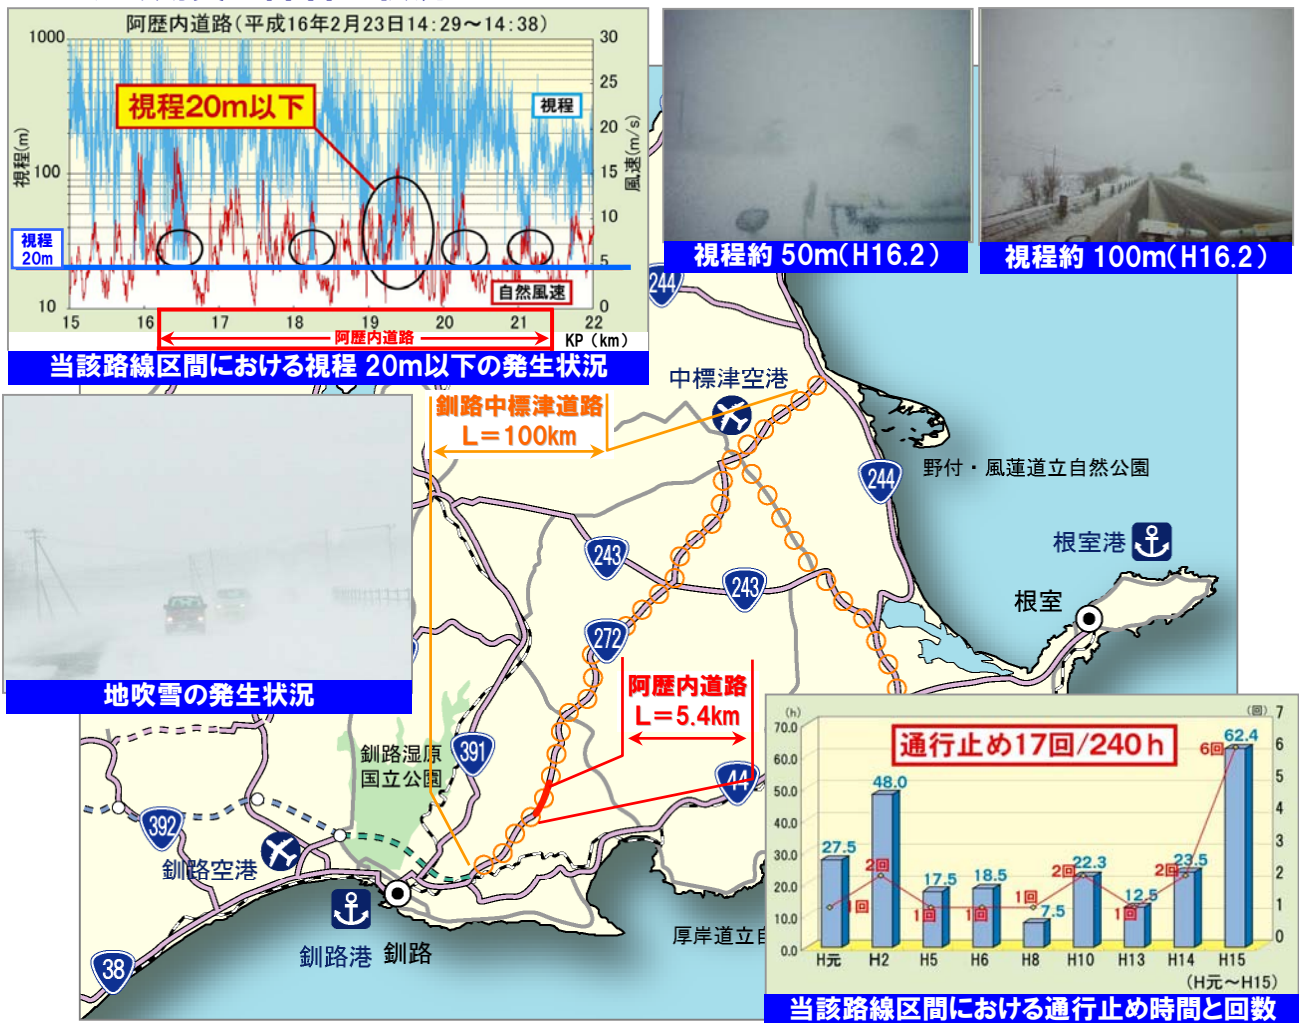 阿歴内道路(平成16年2月23日14:29～14:38)
1000
100
10
視程(m)
30
25
20
15
10
5
0
風速(m/s)
視程20m以下
視程
視程
20m
自然風速
15 16 17 18 19 20 21 22
阿歴内道路
KP(km)
当該路線区間における視程 20m以下の発生状況
視程約 50m(H16.2)
視程約 100m(H16.2)
地吹雪の発生状況
釧路中標津道路
L=100km
中標津空港
244
244
野付・風蓮道立自然公園
根室港
根室
243
243
272
阿歴内道路
L=5.4km
391
釧路湿原
国立公園
44
392
釧路空港
釧路港
釧路
38
厚岸道立自
(h)
70.0
60.0
50.0
40.0
30.0
20.0
10.0
0.0
(回)
7
6
5
4
3
2
1
0
通行止め17回/240h
27.5
48.0
17.5
18.5
7.5
22.3
12.5
23.5
62.4
1回
2回
1回
1回
1回
2回
1回
2回
6回
H元 H2 H5 H6 H8 H10 H13 H14 H15
(H元～H15)
当該路線区間における通行止め時間と回数